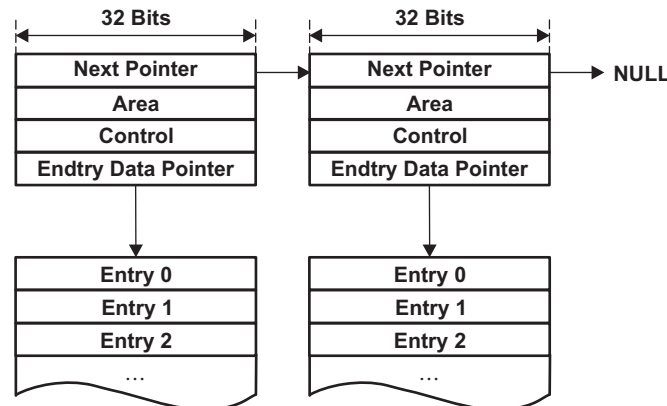 32 Bits
32 Bits
Next Pointer
Next Pointer
NULL
Area
Area
Control
Control
Endtry Data Pointer
Endtry Data Pointer
Entry 0
Entry 0
Entry 1
Entry 1
Entry 2
Entry 2
...
...